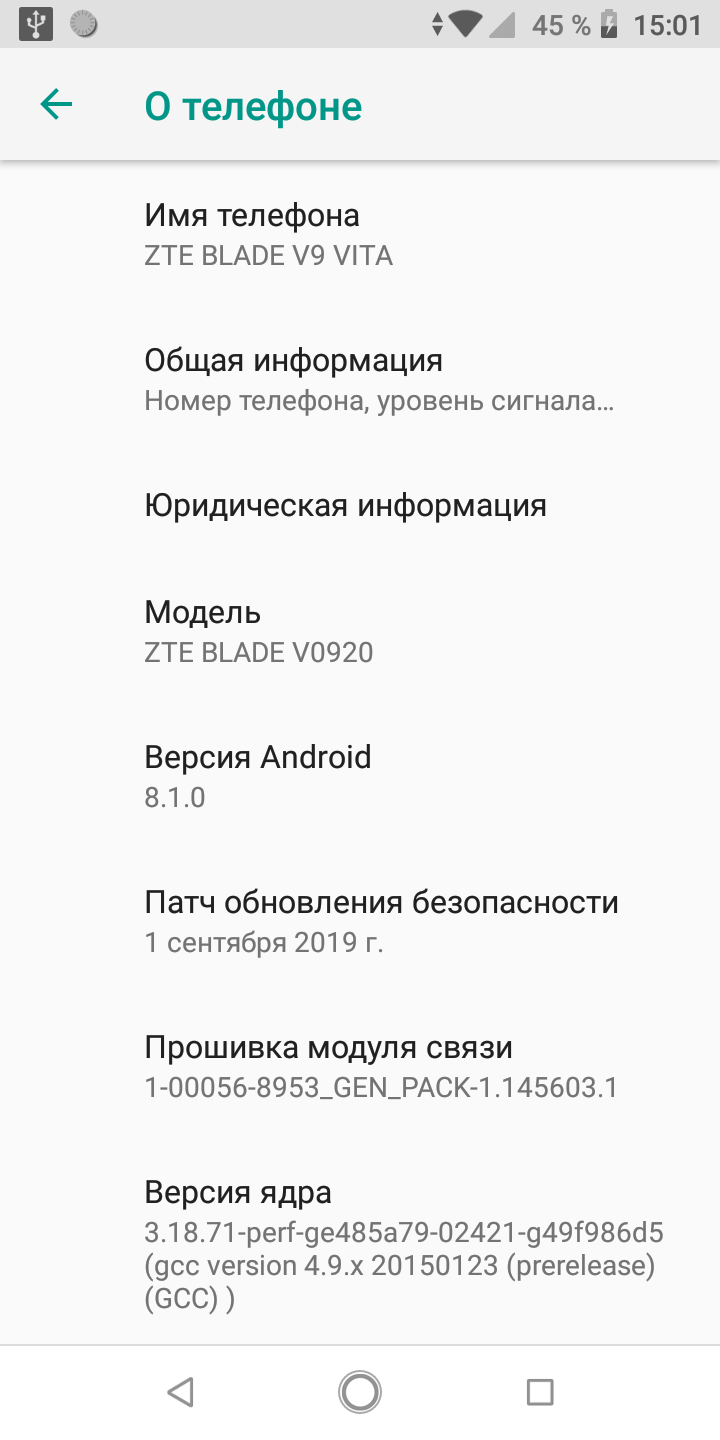 45 % 15:01
О телефоне
Имя телефона
ZTE BLADE V9 VITA
Общая информация
Номер телефона, уровень сигнала…
Юридическая информация
Модель
ZTE BLADE V0920
Версия Android
8.1.0
Патч обновления безопасности
1 сентября 2019 г.
Прошивка модуля связи
1-00056-8953_GEN_PACK-1.145603.1
Версия ядра
3.18.71-perf-ge485a79-02421-g49f986d5
(gcc version 4.9.x 20150123 (prerelease)
(GCC) )